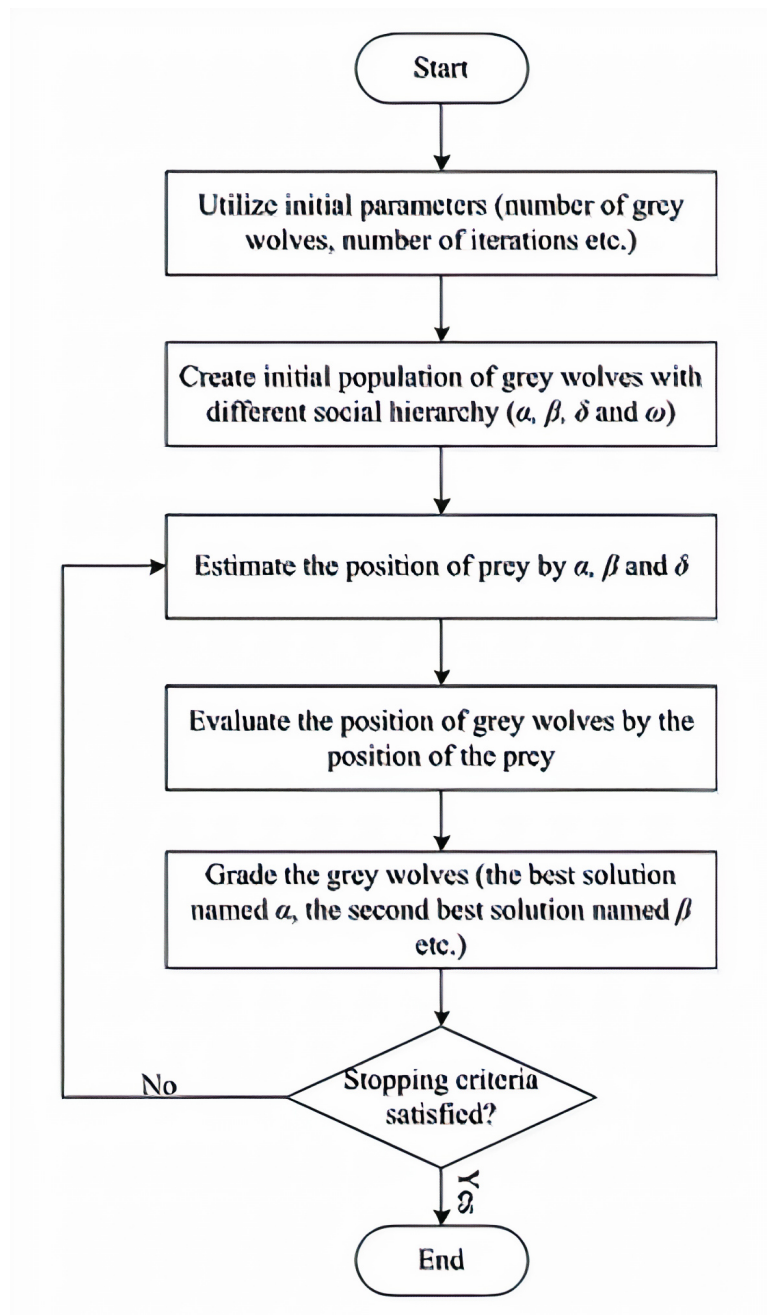 Start
Utilize initial parameters (number of grey
wolves, number of iterations etc.)
Create initial population of grey wolves with
different social hierarchy (α, β, δ and ω)
Estimate the position of prey by α, β and δ
Evaluate the position of grey wolves by the
position of the prey
Grade the grey wolves (the best solution
named α, the second best solution named β
etc.)
Stopping criteria
satisfied?
No
Yes
End